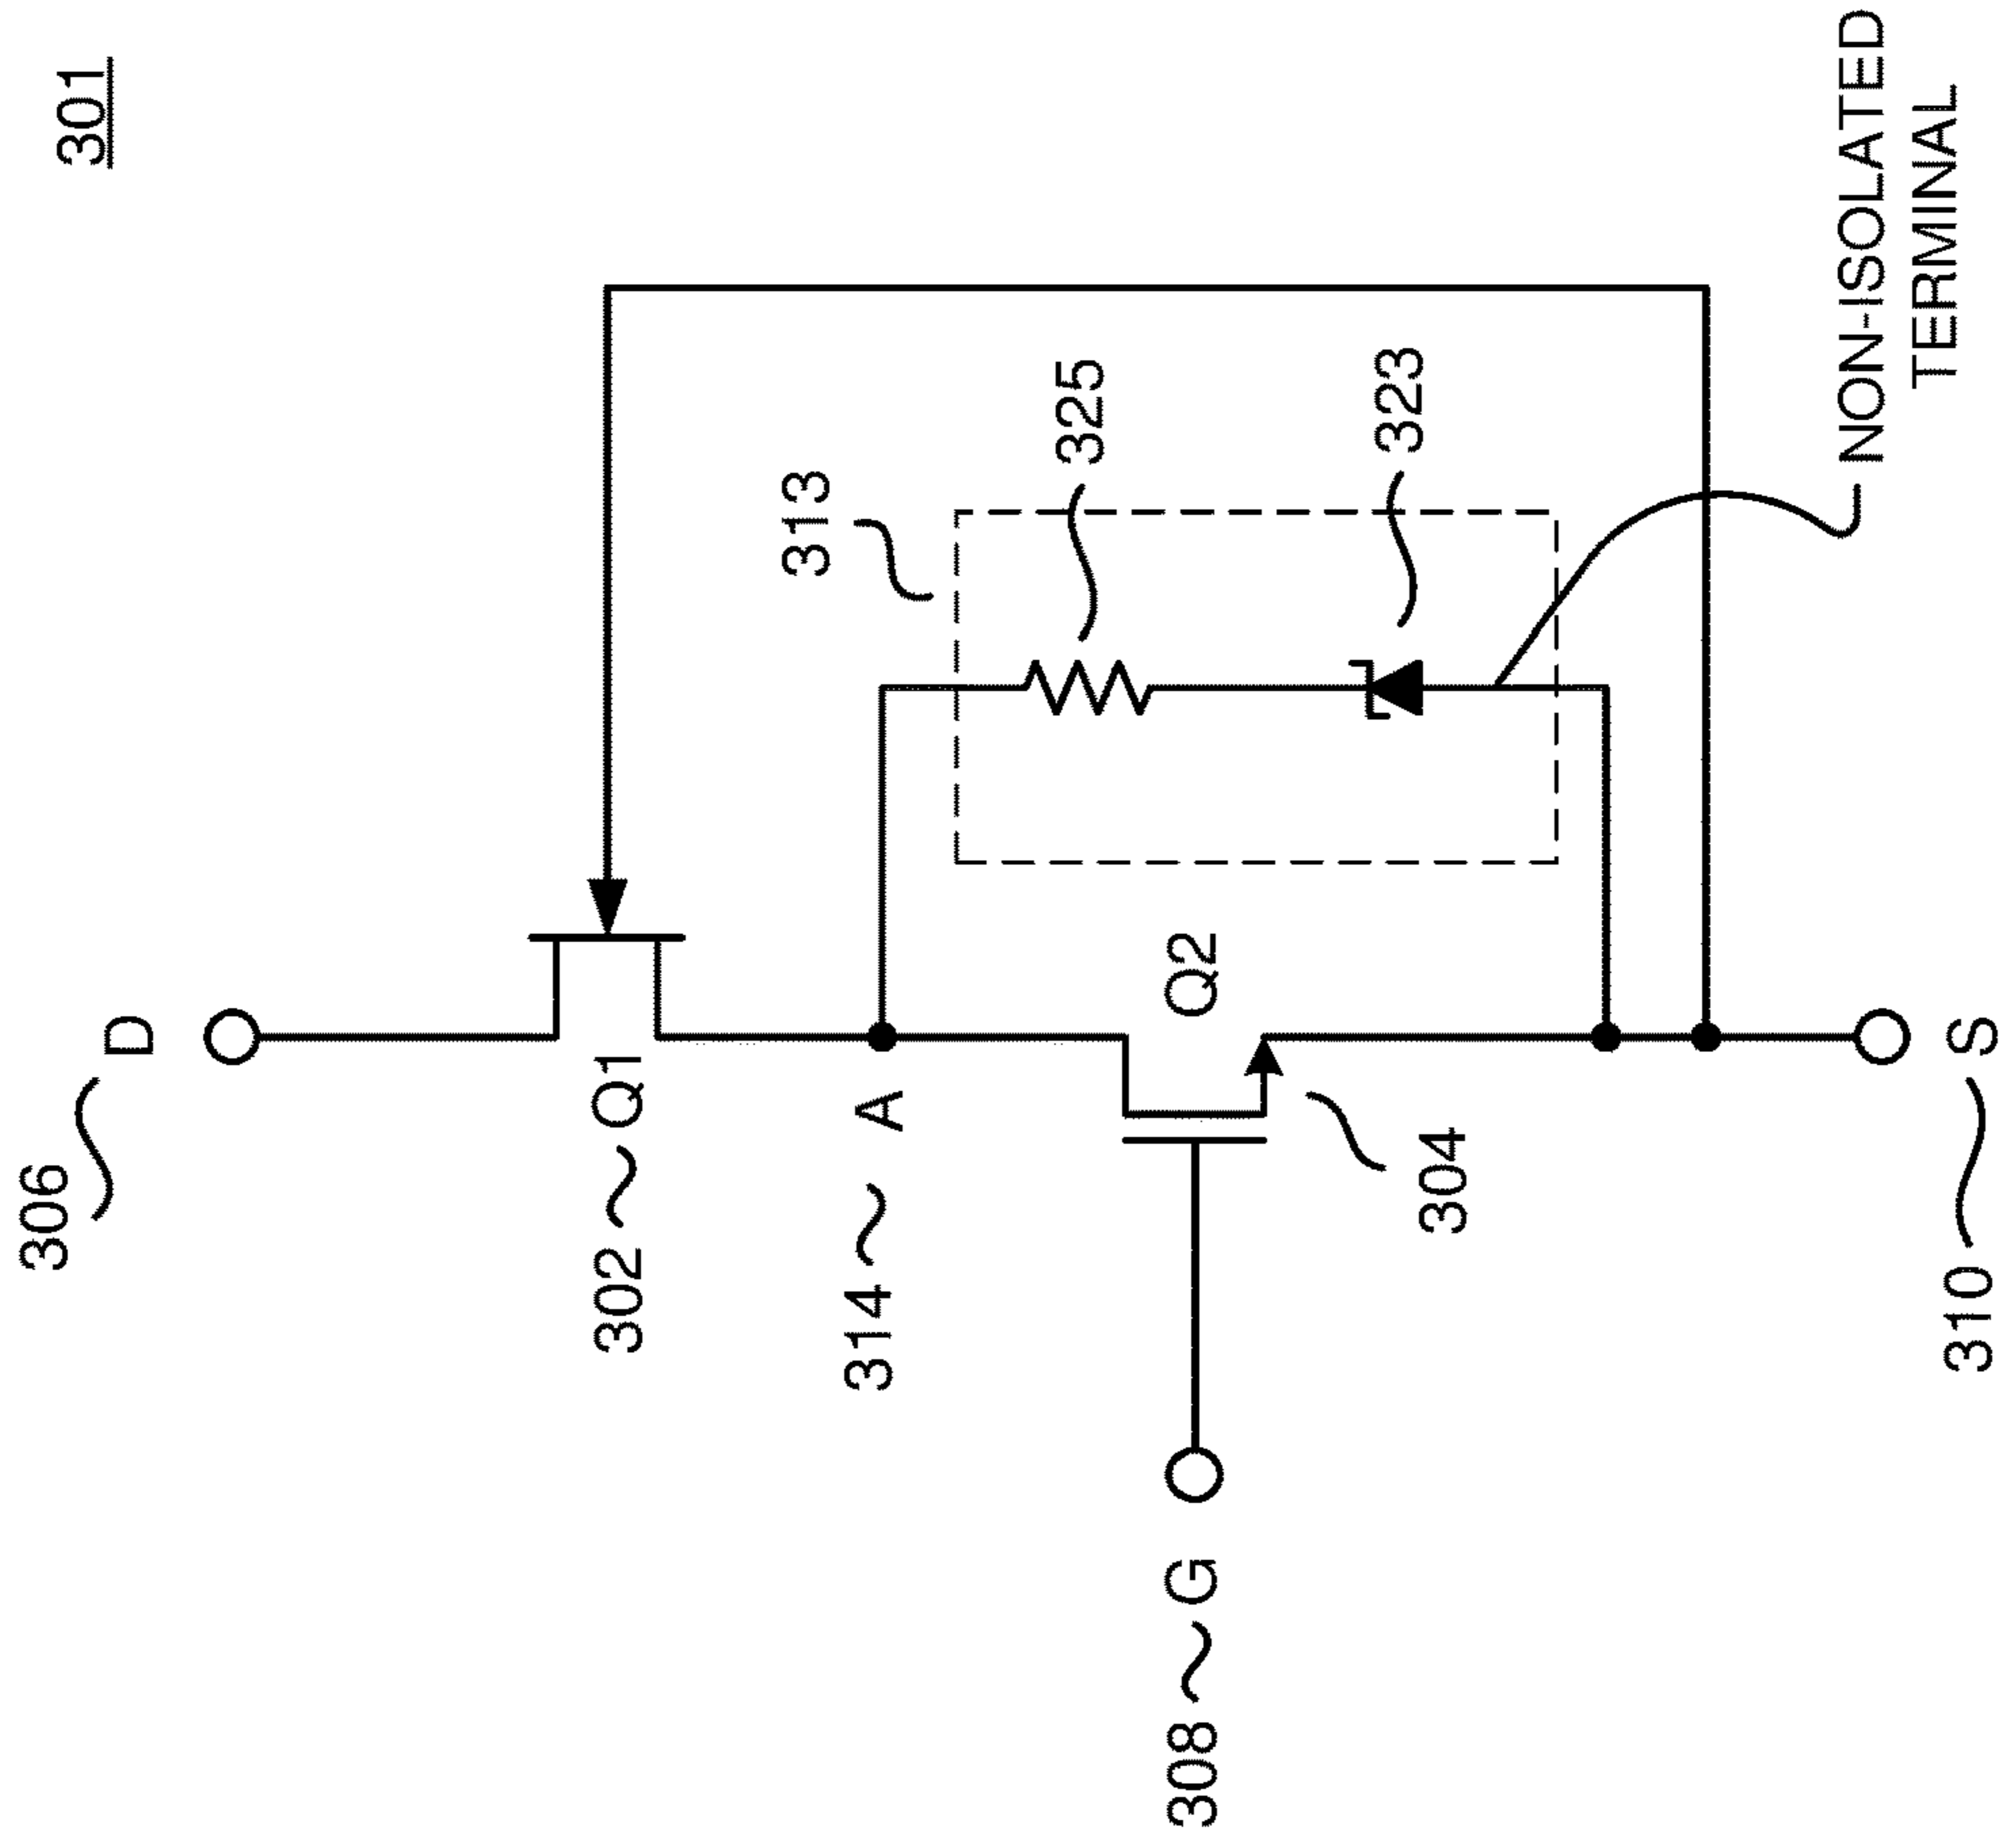 301
306
D
Q1
302
313
325
323
A
314
Q2
304
G
308
S
310
NON-ISOLATED
TERMINAL